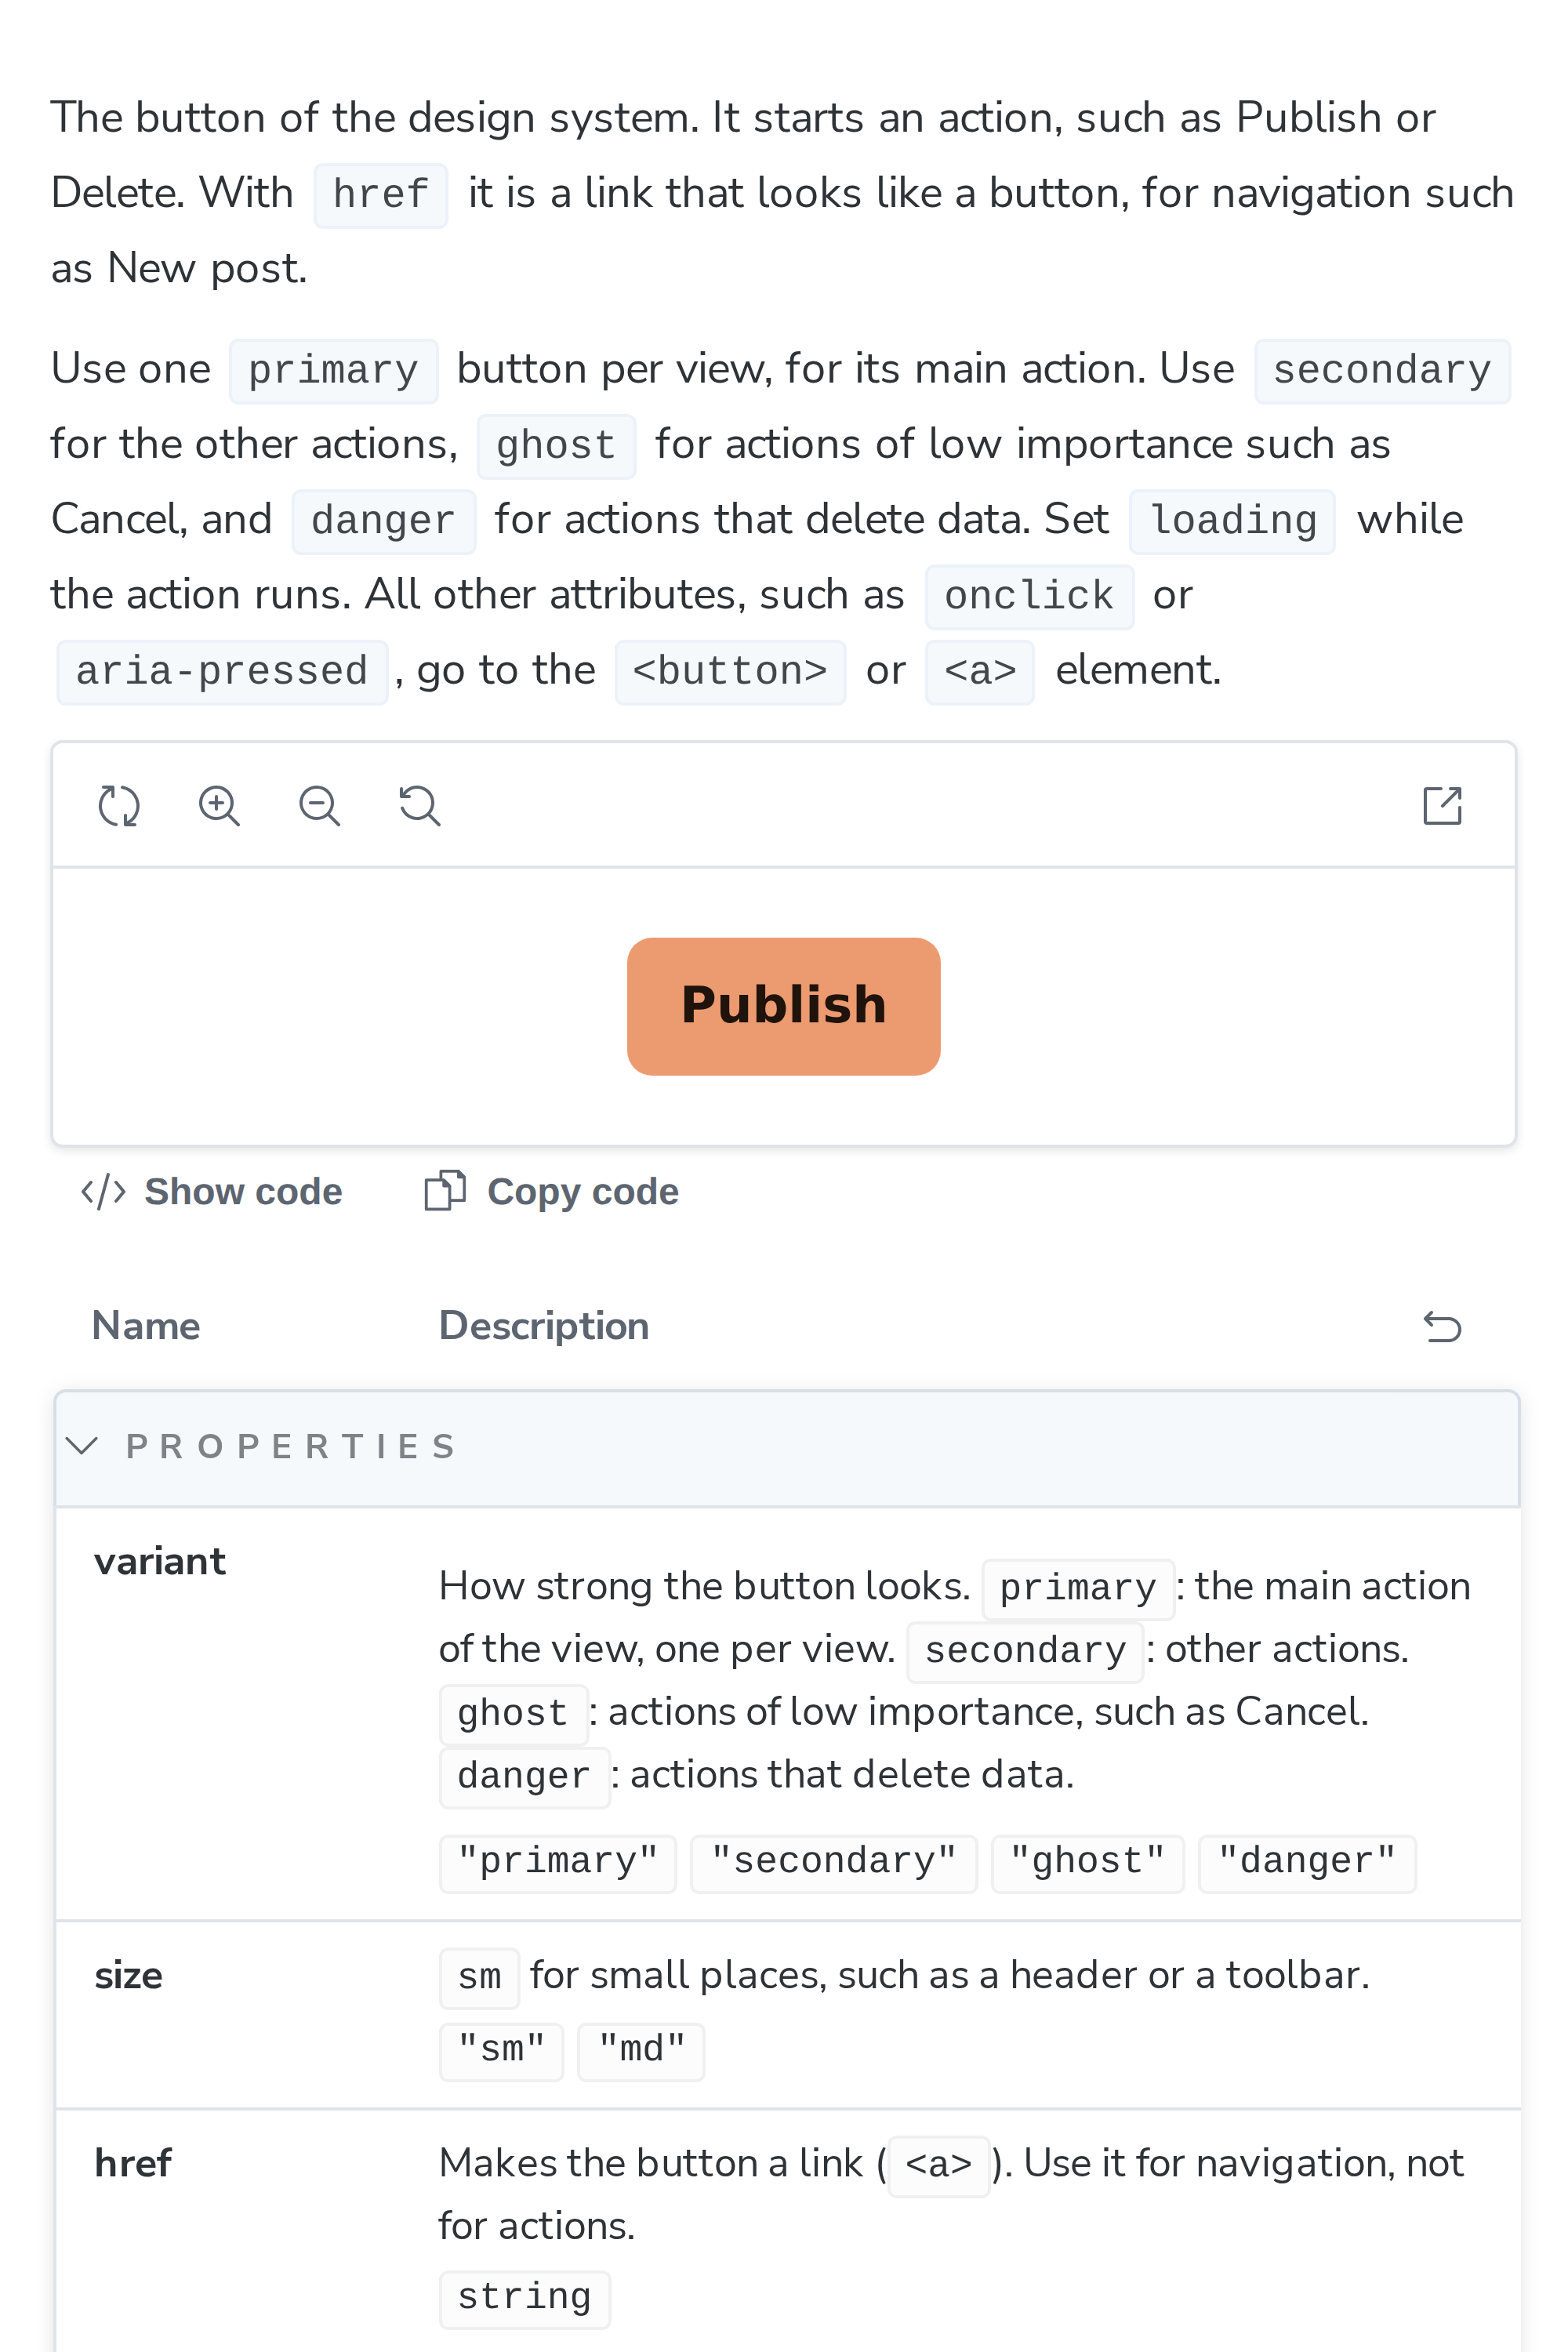 The button of the design system. It starts an action, such as Publish or
Delete. With href it is a link that looks like a button, for navigation such
as New post.
Use one primary button per view, for its main action. Use secondary
for the other actions, ghost for actions of low importance such as
Cancel, and danger for actions that delete data. Set loading while
the action runs. All other attributes, such as onclick or
aria-pressed, go to the <button> or <a> element.
Publish
Show code Copy code
Name Description
PROPERTIES
variant
How strong the button looks. primary: the main action
of the view, one per view. secondary: other actions.
ghost: actions of low importance, such as Cancel.
danger: actions that delete data.
"primary" "secondary" "ghost" "danger"
size sm for small places, such as a header or a toolbar.
"sm" "md"
href Makes the button a link (<a>). Use it for navigation, not
for actions.
string